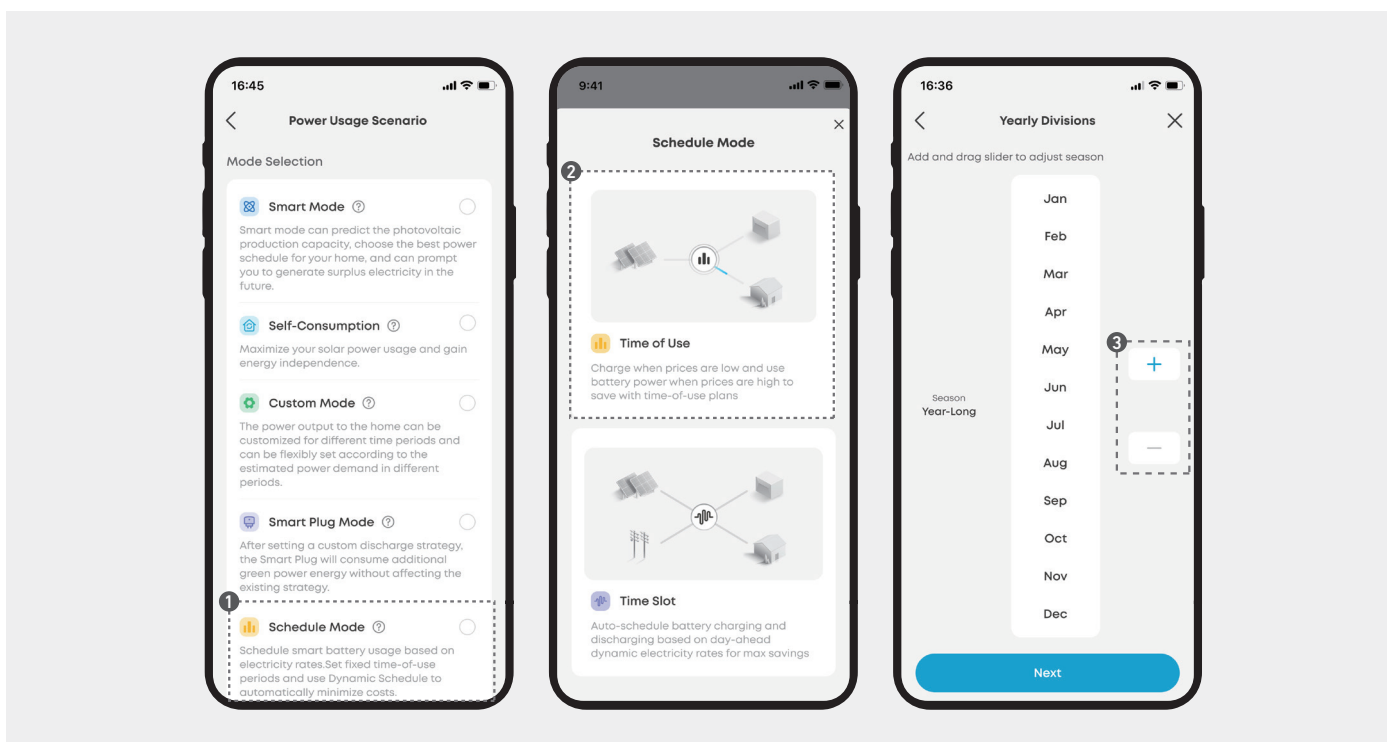 16:45
Power Usage Scenario
Mode Selection
Smart Mode ?
Smart mode can predict the photovoltaic
production capacity, choose the best power
schedule for your home, and can prompt
you to generate surplus electricity in the
future.
Self-Consumption ?
Maximize your solar power usage and gain
energy independence.
Custom Mode ?
The power output to the home can be
customized for different time periods and
can be flexibly set according to the
estimated power demand in different
periods.
Smart Plug Mode ?
After setting a custom discharge strategy,
the Smart Plug will consume additional
green power energy without affecting the
existing strategy.
1
Schedule Mode ?
Schedule smart battery usage based on
electricity rates.Set fixed time-of-use
periods and use Dynamic Schedule to
automatically minimize costs.
9:41
Schedule Mode
2
Time of Use
Charge when prices are low and use
battery power when prices are high to
save with time-of-use plans
Time Slot
Auto-schedule battery charging and
discharging based on day-ahead
dynamic electricity rates for max savings
16:36
Yearly Divisions
Add and drag slider to adjust season
Season
Year-Long
Jan
Feb
Mar
Apr
May
Jun
Jul
Aug
Sep
Oct
Nov
Dec
3
+
—
Next